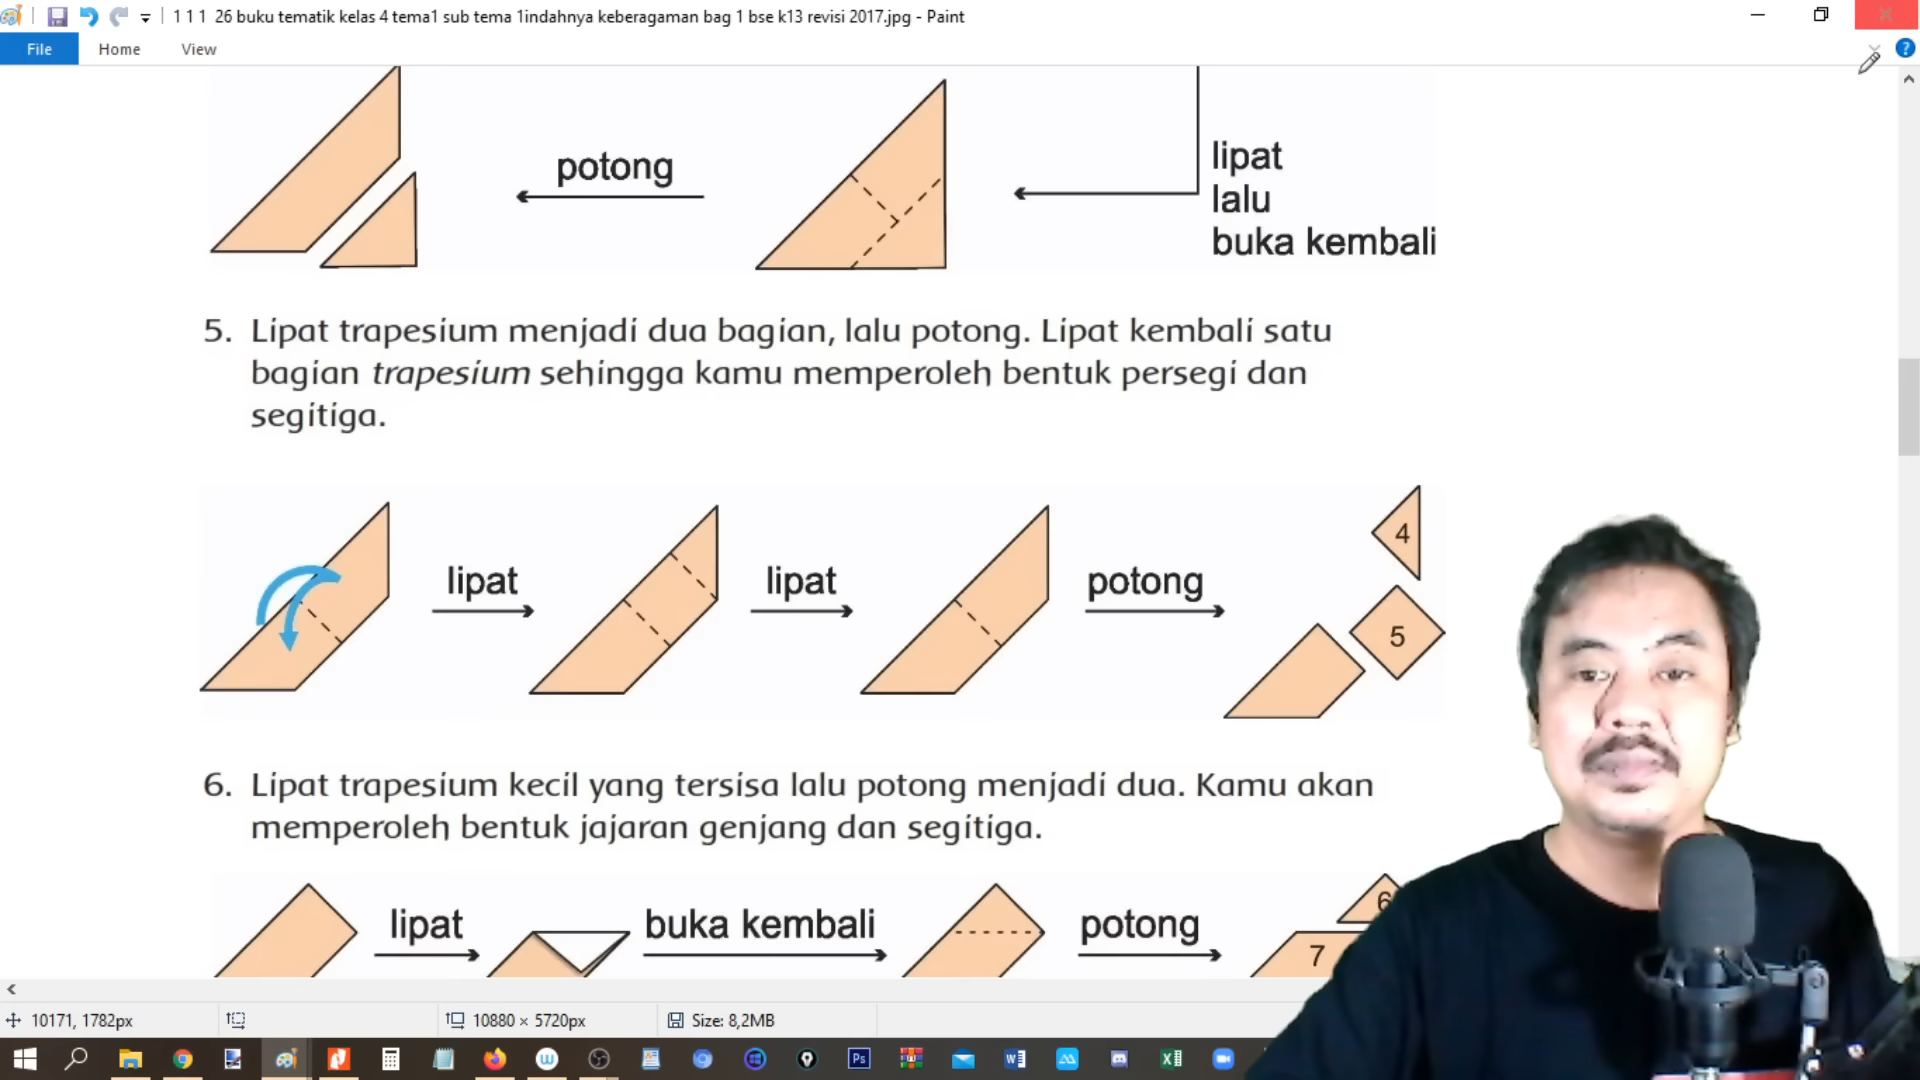 1 1 1 26 buku tematik kelas 4 tema1 sub tema 1indahnya keberagaman bag 1 bse k13 revisi 2017.jpg - Paint
File Home View
potong
lipat
lalu
buka kembali
5. Lipat trapesium menjadi dua bagian, lalu potong. Lipat kembali satu
bagian trapesium sehingga kamu memperoleh bentuk persegi dan
segitiga.
lipat lipat potong
4
5
6. Lipat trapesium kecil yang tersisa lalu potong menjadi dua. Kamu akan
memperoleh bentuk jajaran genjang dan segitiga.
lipat buka kembali potong
6
7
10171, 1782px 10880 × 5720px Size: 8,2MB
Ps